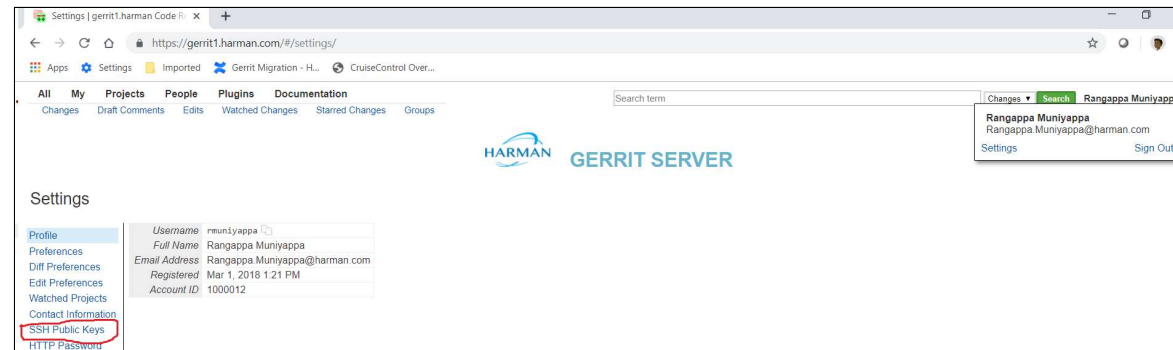 Settings | gerrit1.harman Code R
https://gerrit1.harman.com/#/settings/
Apps Settings Imported Gerrit Migration - H... CruiseControl Over...
All My Projects People Plugins Documentation
Search term Changes ▼ Search Rangappa Muniyapp
Changes Draft Comments Edits Watched Changes Starred Changes Groups
Rangappa Muniyappa
Rangappa.Muniyappa@harman.com
Settings Sign Out
HARMAN GERRIT SERVER
Settings
Profile
Preferences
Diff Preferences
Edit Preferences
Watched Projects
Contact Information
SSH Public Keys
HTTP Password
Username rmuniyappa
Full Name Rangappa Muniyappa
Email Address Rangappa.Muniyappa@harman.com
Registered Mar 1, 2018 1:21 PM
Account ID 1000012